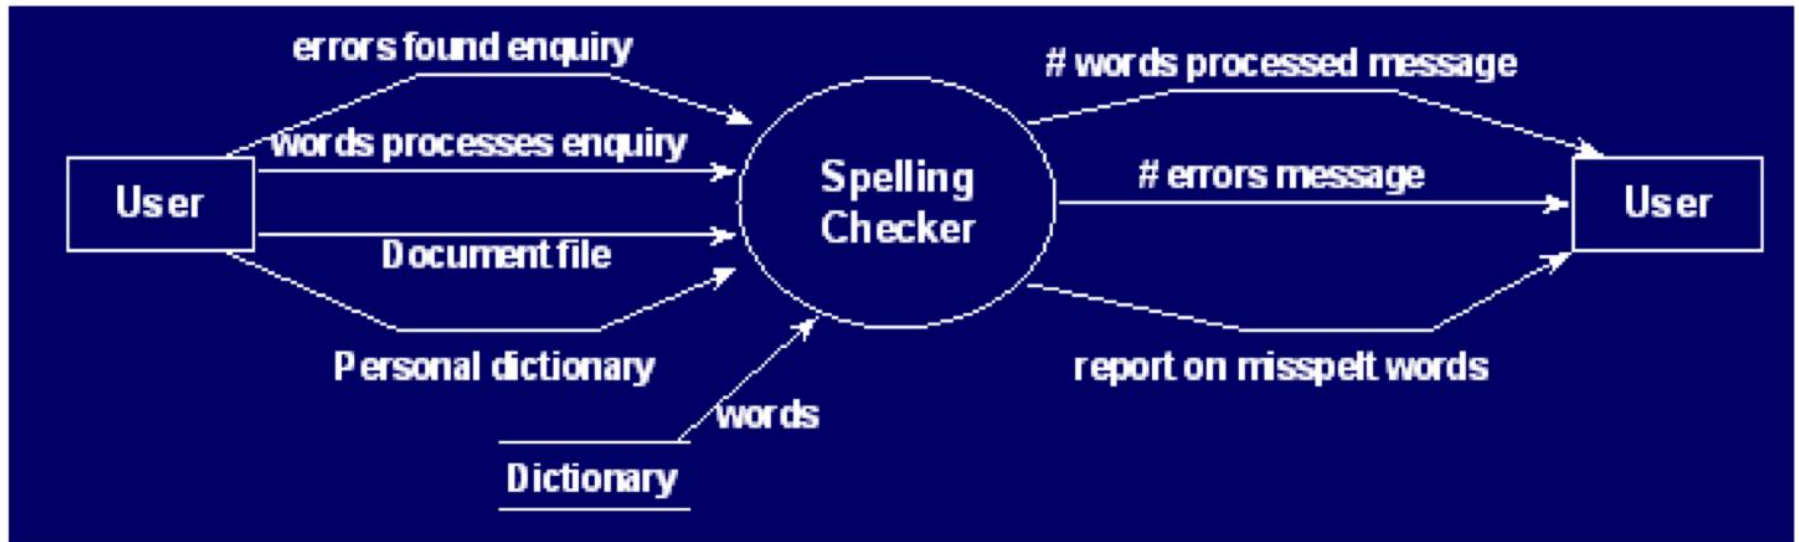 errors found enquiry
# words processed message
words processes enquiry
User
Spelling
Checker
# errors message
User
Document file
Personal dictionary
report on misspelt words
words
Dictionary